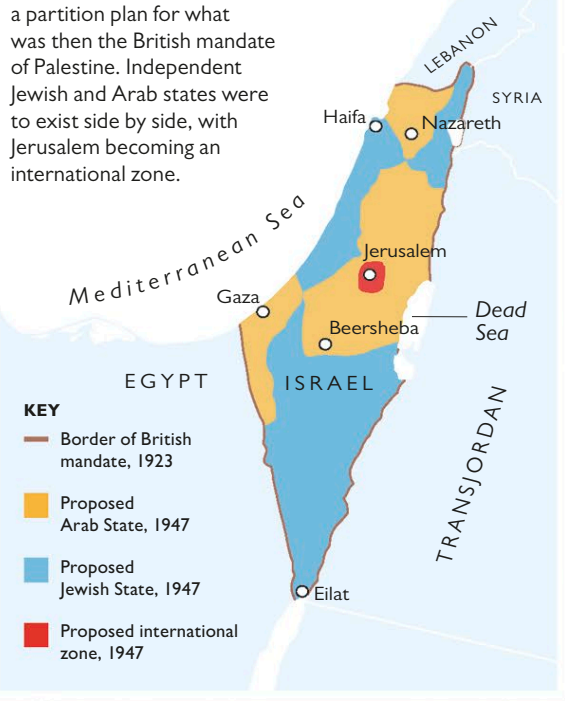 a partition plan for what
was then the British mandate
of Palestine. Independent
Jewish and Arab states were
to exist side by side, with
Jerusalem becoming an
international zone.
LEBANON
SYRIA
Haifa
Nazareth
Mediterranean Sea
Jerusalem
Gaza
Beersheba
Dead
Sea
EGYPT
ISRAEL
TRANSJORDAN
KEY
Border of British
mandate, 1923
Proposed
Arab State, 1947
Proposed
Jewish State, 1947
Eilat
Proposed international
zone, 1947